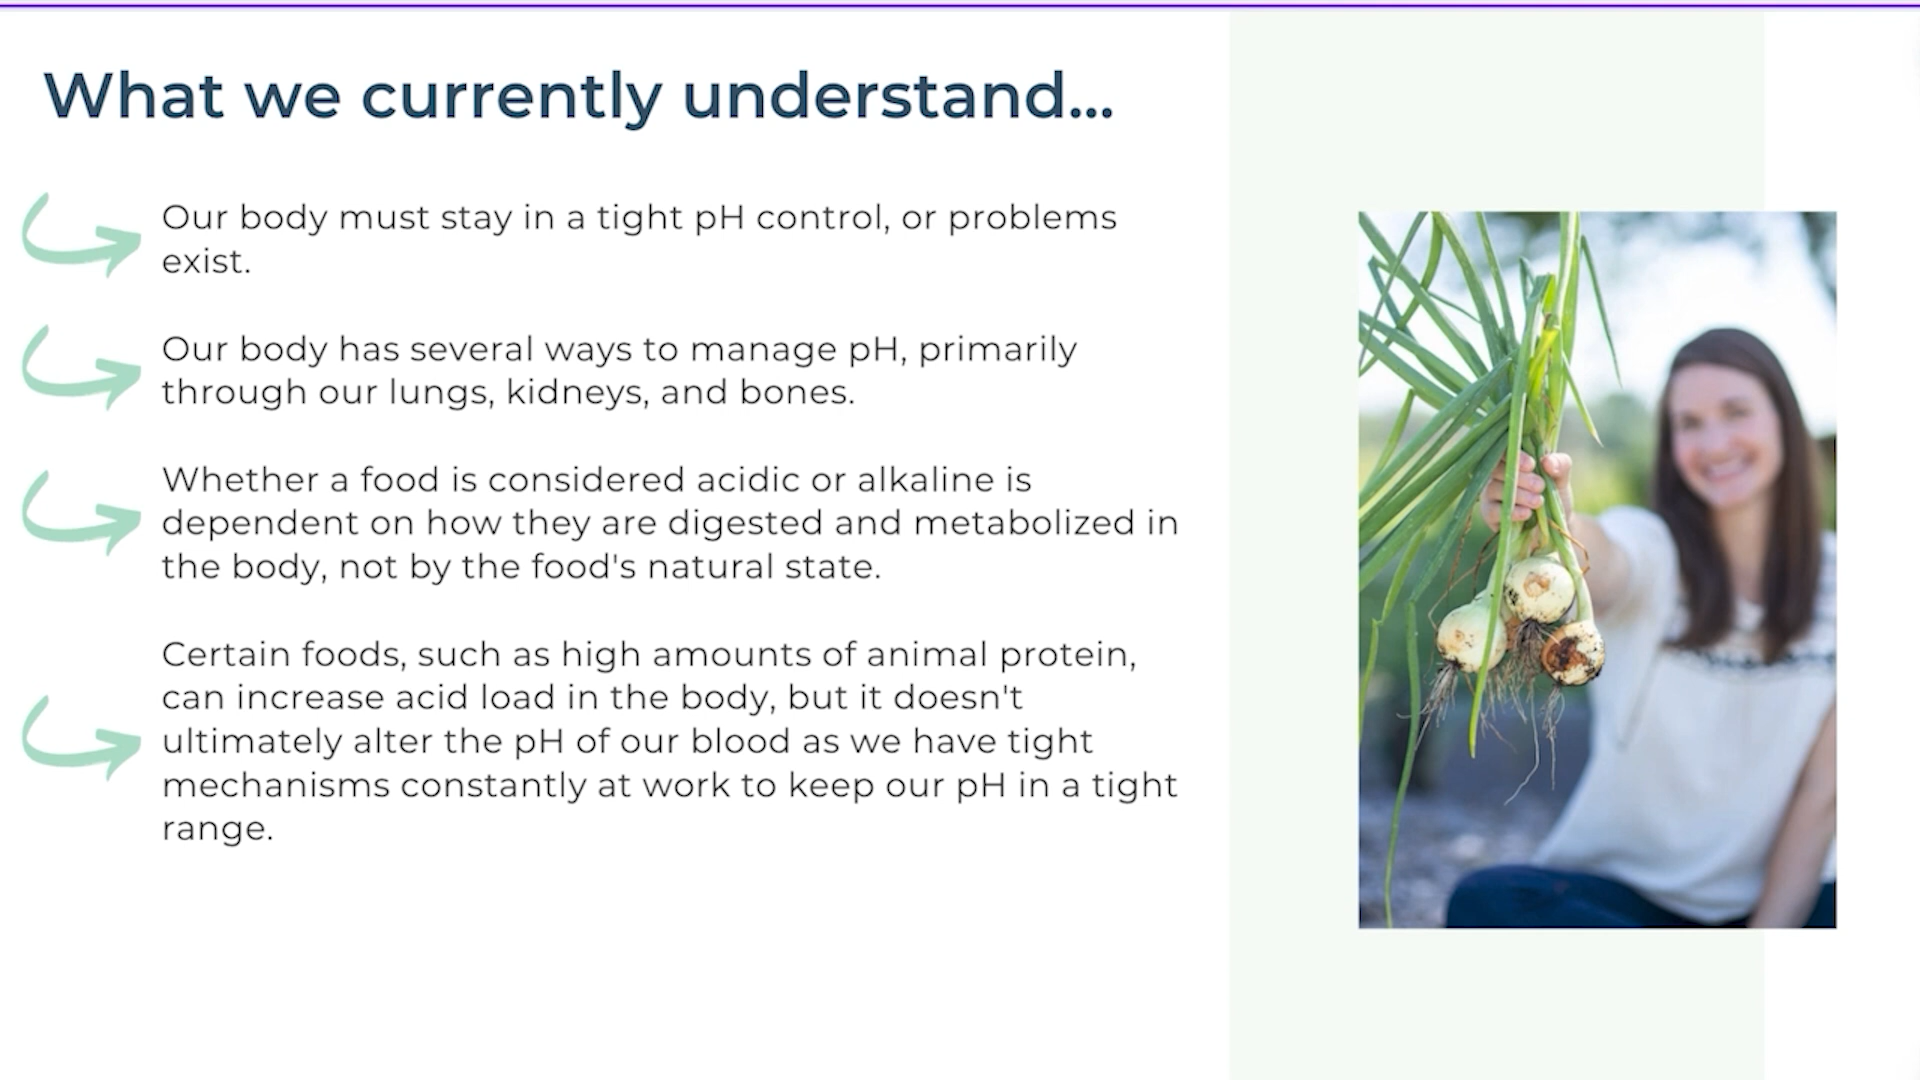 What we currently understand...
Our body must stay in a tight pH control, or problems
exist.
Our body has several ways to manage pH, primarily
through our lungs, kidneys, and bones.
Whether a food is considered acidic or alkaline is
dependent on how they are digested and metabolized in
the body, not by the food's natural state.
Certain foods, such as high amounts of animal protein,
can increase acid load in the body, but it doesn't
ultimately alter the pH of our blood as we have tight
mechanisms constantly at work to keep our pH in a tight
range.